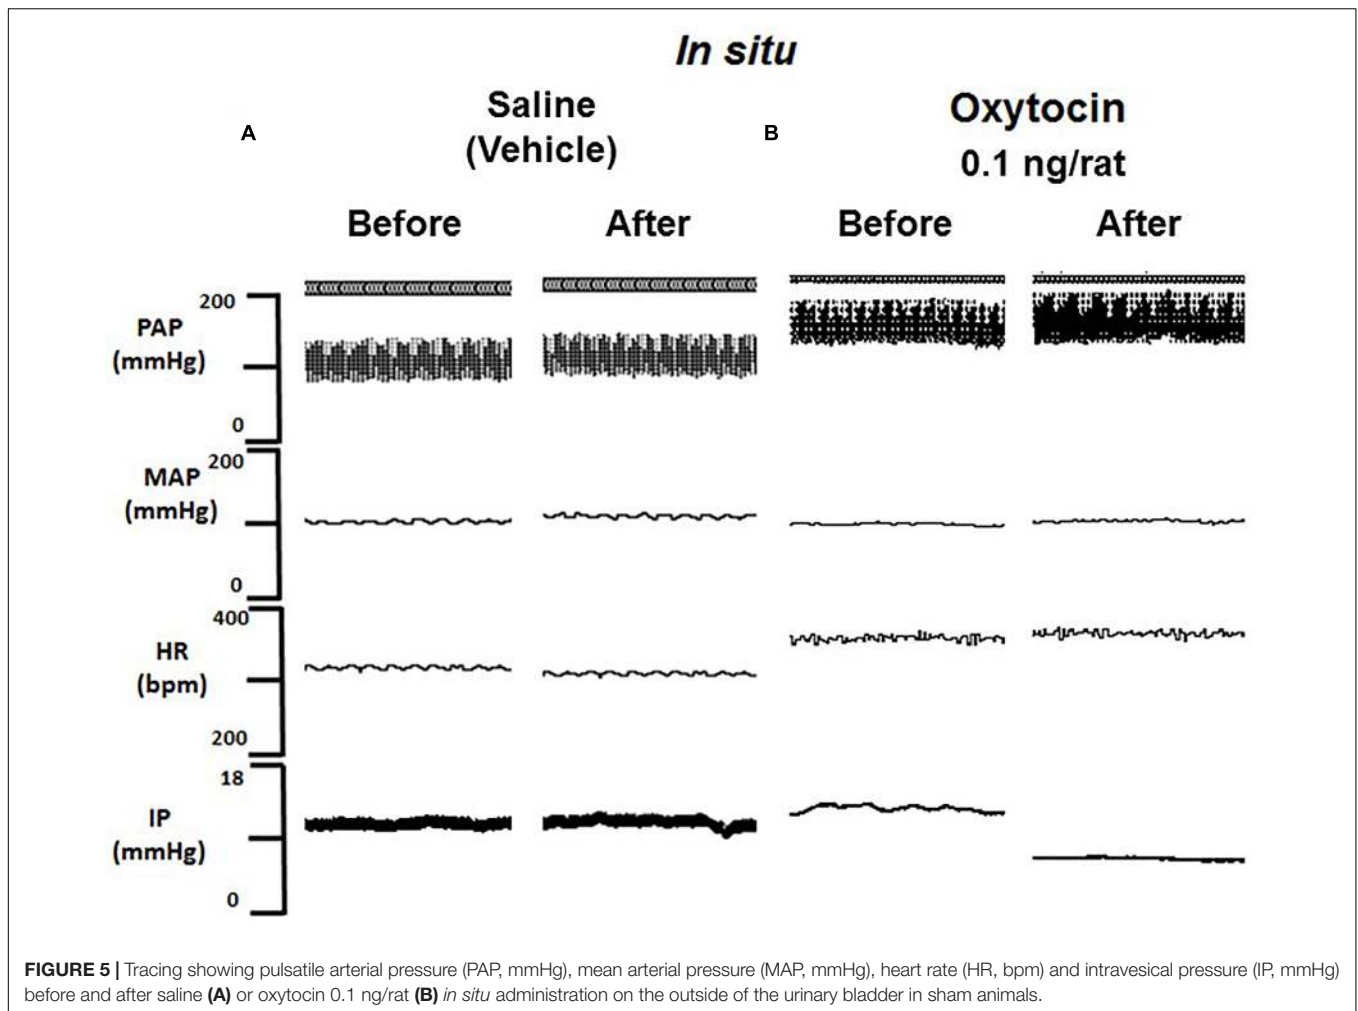 In situ
Saline
(Vehicle)
A
Oxytocin
0.1 ng/rat
B
Before
After
Before
After
PAP
(mmHg)
200
0
MAP
(mmHg)
200
0
HR
(bpm)
400
200
IP
(mmHg)
18
0
FIGURE 5 | Tracing showing pulsatile arterial pressure (PAP, mmHg), mean arterial pressure (MAP, mmHg), heart rate (HR, bpm) and intravesical pressure (IP, mmHg)
before and after saline (A) or oxytocin 0.1 ng/rat (B) in situ administration on the outside of the urinary bladder in sham animals.